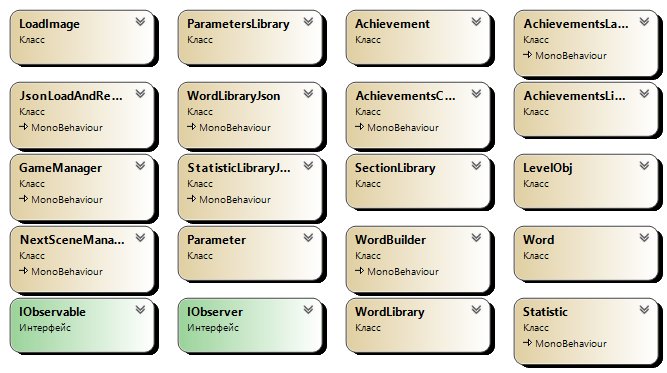 LoadImage
Класс
ParametersLibrary
Класс
Achievement
Класс
AchievementsLa...
Класс
MonoBehaviour
JsonLoadAndRe...
Класс
MonoBehaviour
WordLibraryJson
Класс
MonoBehaviour
AchievementsC...
Класс
MonoBehaviour
AchievementsLi...
Класс
GameManager
Класс
MonoBehaviour
StatisticLibraryJ...
Класс
MonoBehaviour
SectionLibrary
Класс
LevelObj
Класс
NextSceneMana...
Класс
MonoBehaviour
Parameter
Класс
WordBuilder
Класс
MonoBehaviour
Word
Класс
IObservable
Интерфейс
IObserver
Интерфейс
WordLibrary
Класс
Statistic
Класс
MonoBehaviour